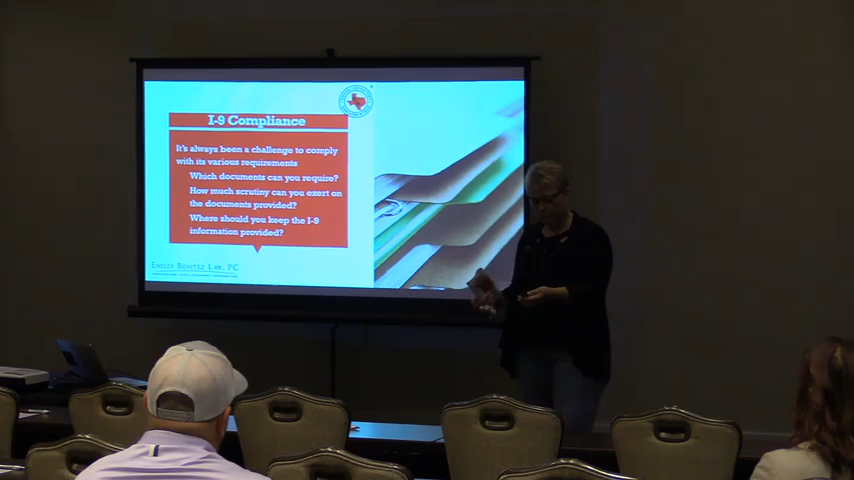 I-9 Compliance
It's always been a challenge to comply
with its various requirements
Which documents can you require?
How much scrutiny can you exert on
the documents provided?
Where should you keep the I-9
information provided?
Ensley Benitez Law, PC